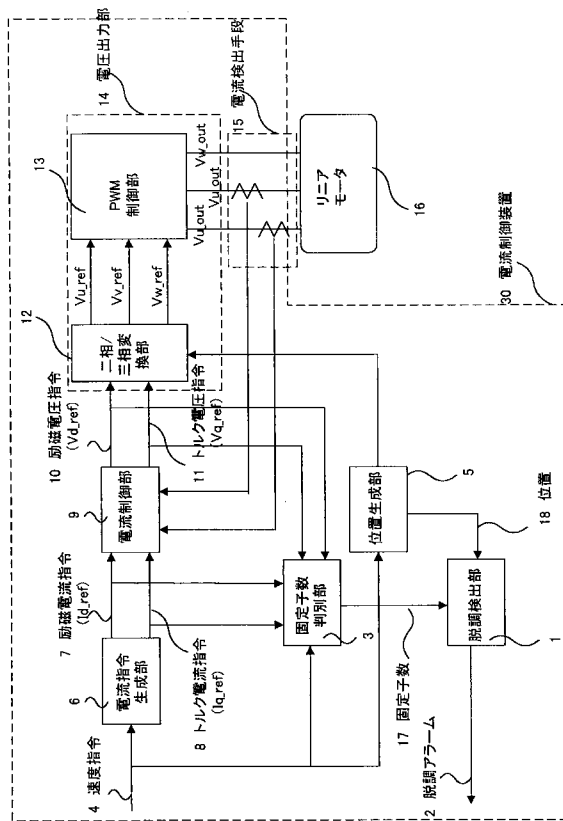 4 速度指令
6
電流指令
生成部
7 励磁電流指令
(Id_ref)
8 トルク電流指令
(Iq_ref)
9
電流制御部
10 励磁電圧指令
(Vd_ref)
11 トルク電圧指令
(Vq_ref)
12
二相/
三相変
換部
Vu_ref
Vv_ref
Vw_ref
13
PWM
制御部
14 電圧出力部
Vu_out
Vu_out
Vw_out
15 電流検出手段
リニア
モータ
16
固定子数
判別部
3
位置生成部
5
17 固定子数
18 位置
脱調検出部
1
2 脱調アラーム
30 電流制御装置